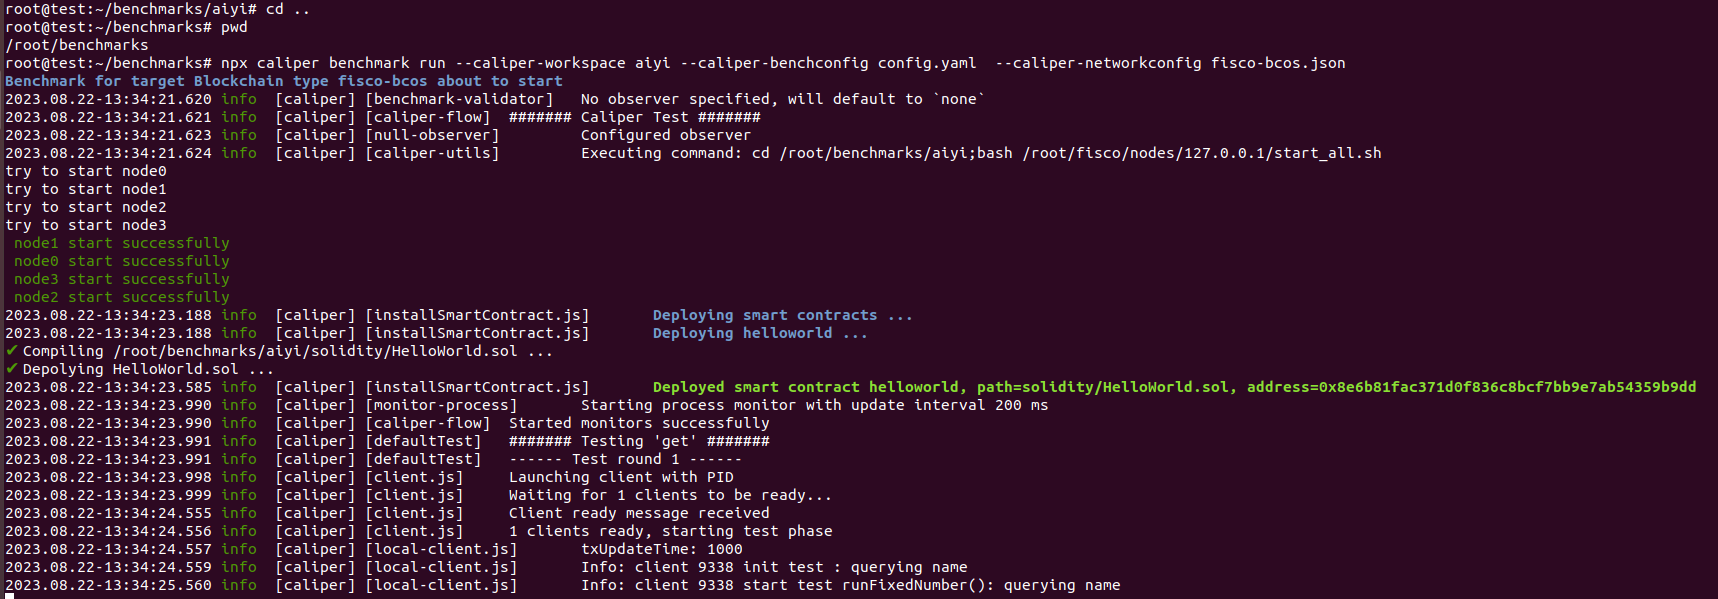 root@test:~/benchmarks/aiyi# cd ..
root@test:~/benchmarks# pwd
/root/benchmarks
root@test:~/benchmarks# npx caliper benchmark run --caliper-workspace aiyi --caliper-benchconfig config.yaml  --caliper-networkconfig fisco-bcos.json
Benchmark for target Blockchain type fisco-bcos about to start
2023.08.22-13:34:21.620 info  [caliper] [benchmark-validator]   No observer specified, will default to `none`
2023.08.22-13:34:21.621 info  [caliper] [caliper-flow]  ####### Caliper Test #######
2023.08.22-13:34:21.623 info  [caliper] [null-observer]         Configured observer
2023.08.22-13:34:21.624 info  [caliper] [caliper-utils]         Executing command: cd /root/benchmarks/aiyi;bash /root/fisco/nodes/127.0.0.1/start_all.sh
try to start node0
try to start node1
try to start node2
try to start node3
 node1 start successfully
 node0 start successfully
 node3 start successfully
 node2 start successfully
2023.08.22-13:34:23.188 info  [caliper] [installSmartContract.js]       Deploying smart contracts ...
2023.08.22-13:34:23.188 info  [caliper] [installSmartContract.js]       Deploying helloworld ...
✔ Compiling /root/benchmarks/aiyi/solidity/HelloWorld.sol ...
✔ Depolying HelloWorld.sol ...
2023.08.22-13:34:23.585 info  [caliper] [installSmartContract.js]       Deployed smart contract helloworld, path=solidity/HelloWorld.sol, address=0x8e6b81fac371d0f836c8bcf7bb9e7ab54359b9dd
2023.08.22-13:34:23.990 info  [caliper] [monitor-process]       Starting process monitor with update interval 200 ms
2023.08.22-13:34:23.990 info  [caliper] [caliper-flow]  Started monitors successfully
2023.08.22-13:34:23.991 info  [caliper] [defaultTest]   ####### Testing 'get' #######
2023.08.22-13:34:23.991 info  [caliper] [defaultTest]   ------ Test round 1 ------
2023.08.22-13:34:23.998 info  [caliper] [client.js]     Launching client with PID
2023.08.22-13:34:23.999 info  [caliper] [client.js]     Waiting for 1 clients to be ready...
2023.08.22-13:34:24.555 info  [caliper] [client.js]     Client ready message received
2023.08.22-13:34:24.556 info  [caliper] [client.js]     1 clients ready, starting test phase
2023.08.22-13:34:24.557 info  [caliper] [local-client.js]       txUpdateTime: 1000
2023.08.22-13:34:24.559 info  [caliper] [local-client.js]       Info: client 9338 init test : querying name
2023.08.22-13:34:25.560 info  [caliper] [local-client.js]       Info: client 9338 start test runFixedNumber(): querying name